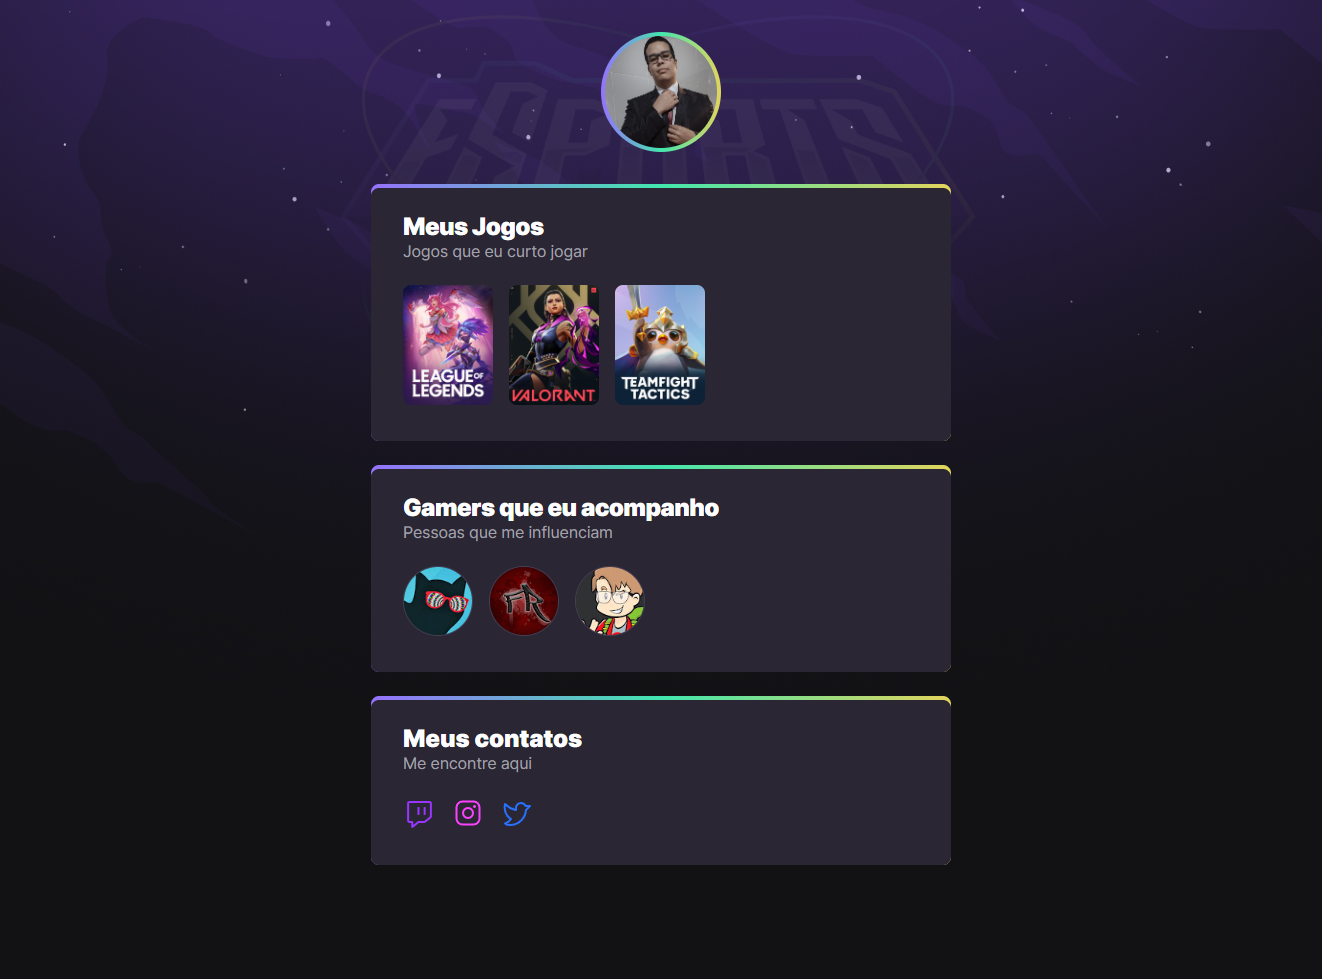 ESPORTS
Meus Jogos
Jogos que eu curto jogar
LEAGUE OF
LEGENDS
VALORANT
TEAMFIGHT
TACTICS
Gamers que eu acompanho
Pessoas que me influenciam
FR
Meus contatos
Me encontre aqui